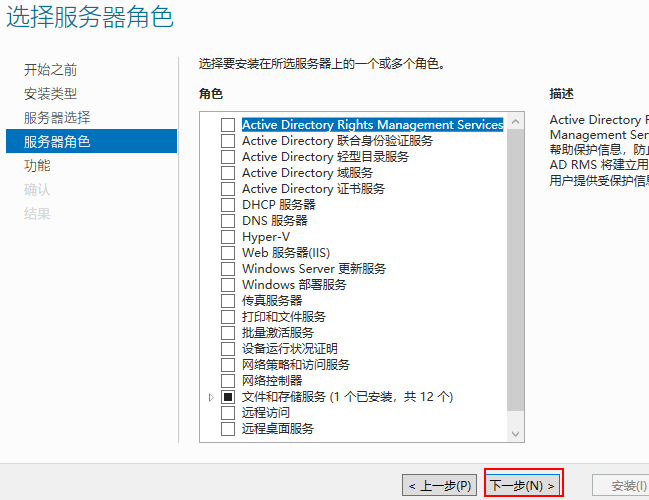 选择服务器角色
开始之前
安装类型
服务器选择
服务器角色
功能
确认
结果
选择要安装在所选服务器上的一个或多个角色。
角色
Active Directory Rights Management Services
Active Directory 联合身份验证服务
Active Directory 轻型目录服务
Active Directory 域服务
Active Directory 证书服务
DHCP 服务器
DNS 服务器
Hyper-V
Web 服务器(IIS)
Windows Server 更新服务
Windows 部署服务
传真服务器
打印和文件服务
批量激活服务
设备运行状况证明
网络策略和访问服务
网络控制器
文件和存储服务 (1 个已安装，共 12 个)
远程访问
远程桌面服务
描述
Active Directory
Management
帮助保护信息，防
AD RMS 将建立用
用户提供受保护信
< 上一步(P)
下一步(N) >
安装(I)